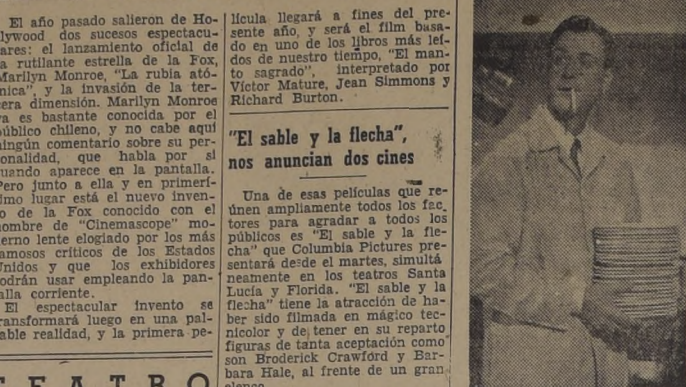 El año pasado salieron de Ho-
llywood dos sucesos espectacu-
lares: el lanzamiento oficial de
la rutilante estrella de la Fox,
Marilyn Monroe, "La rubia ató-
mica", y la invasión de la ter-
cera dimensión. Marilyn Monroe
ya es bastante conocida por el
público chileno, y no cabe aquí
ningún comentario sobre su per-
sonalidad, que habla por sí
cuando aparece en la pantalla.
Pero junto a ella y en primerí-
simo lugar está el nuevo inven-
to de la Fox conocido con el
nombre de "Cinemascope" mo-
derno lente elogiado por los más
famosos críticos de los Estados
Unidos y que los exhibidores
podrán usar empleando la pan-
talla corriente.
El espectacular invento se
transformará luego en una pal-
pable realidad, y la primera pe-
lícula llegará a fines del pre-
sente año, y será el film basa-
do en uno de los libros más leí-
dos de nuestro tiempo, "El man-
to sagrado", interpretado por
Víctor Mature, Jean Simmons y
Richard Burton.
"El sable y la flecha",
nos anuncian dos cines
Una de esas películas que re-
únen ampliamente todos los fac-
tores para agradar a todos los
públicos es "El sable y la fle-
cha" que Columbia Pictures pre-
sentará desde el martes, simultá
neamente en los teatros Santa
Lucía y Florida. "El sable y la
flecha" tiene la atracción de ha-
ber sido filmada en mágico tec-
nicolor y de tener en su reparto
figuras de tanta aceptación como
son Broderick Crawford y Bar-
bara Hale, al frente de un gran
elenco.
TEATRO